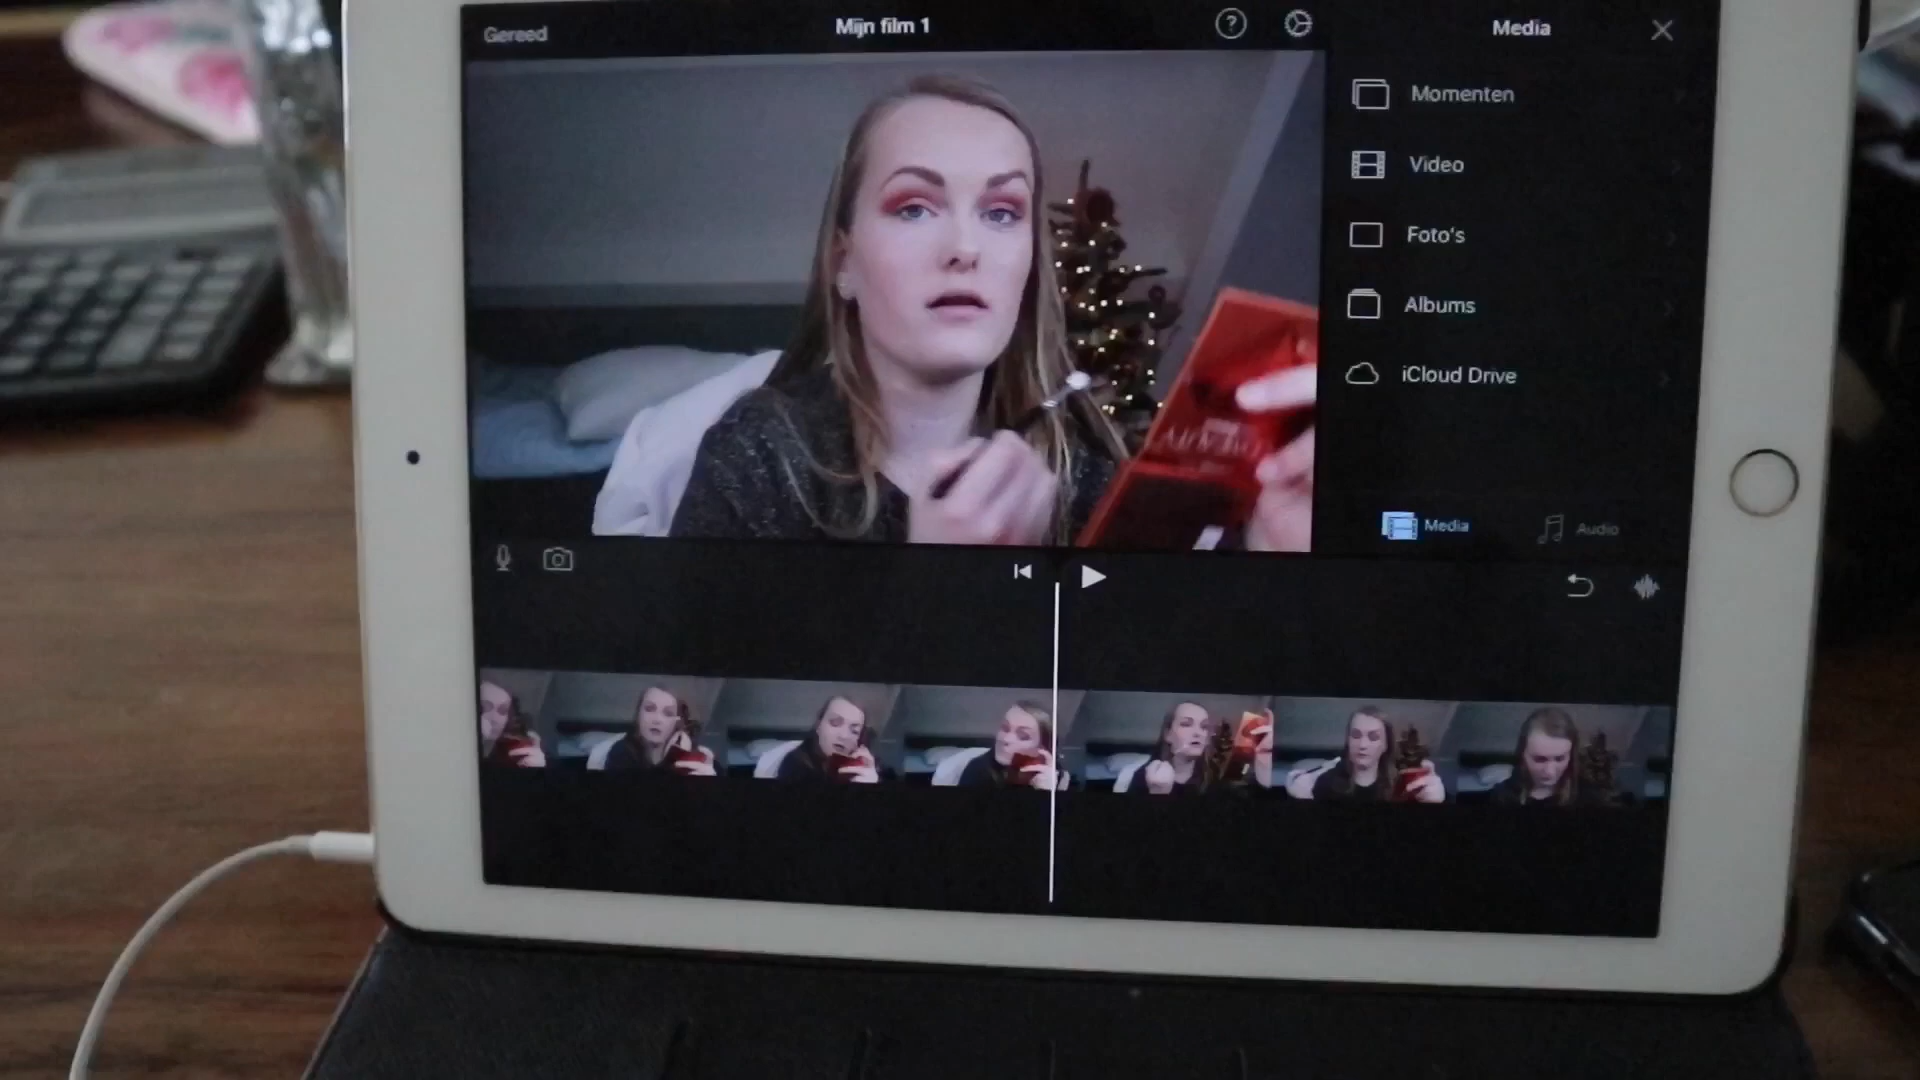 Gereed
Mijn film 1
?
Media
Momenten
Video
Foto's
Albums
iCloud Drive
Media
Audio